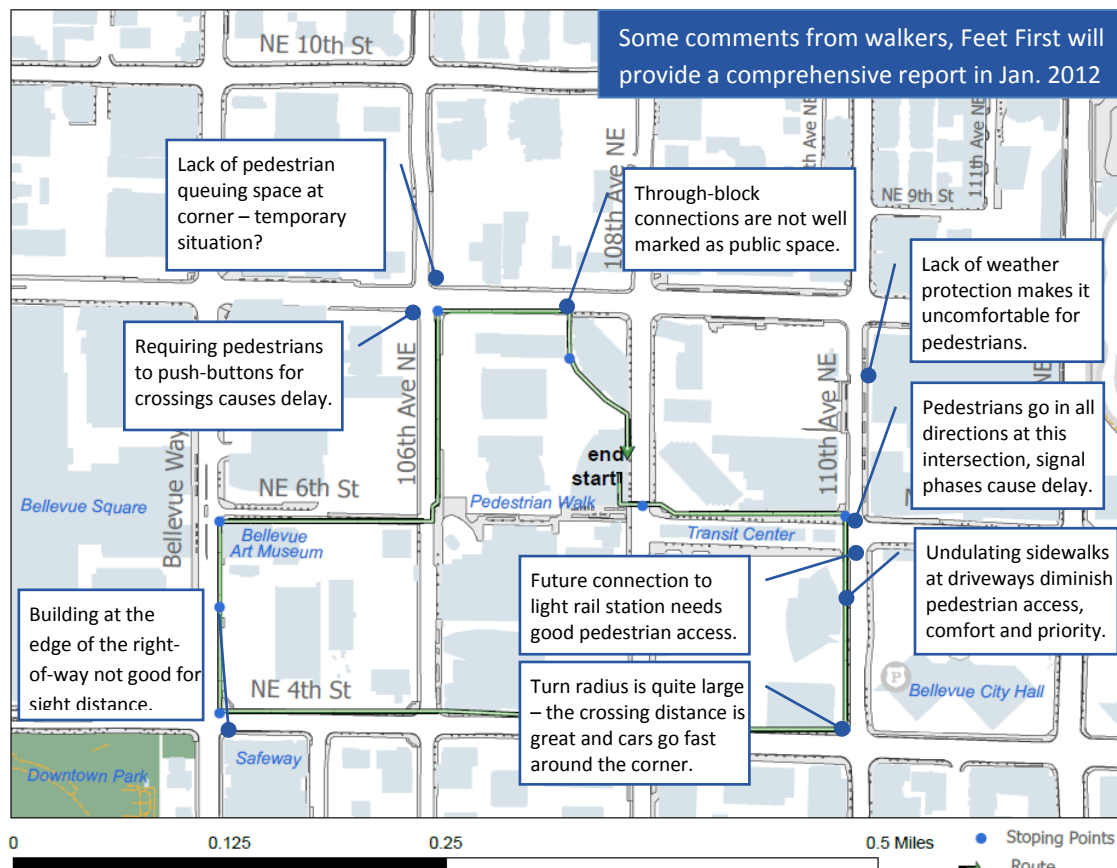 Some comments from walkers, Feet First will
provide a comprehensive report in Jan. 2012
NE 10th St
Lack of pedestrian
queuing space at
corner – temporary
situation?
Through-block
connections are not well
marked as public space.
108th Ave NE
th Ave NE
111th Ave NE
NE 9th St
Lack of weather
protection makes it
uncomfortable for
pedestrians.
Requiring pedestrians
to push-buttons for
crossings causes delay.
106th Ave NE
110th Ave NE
NE
Pedestrians go in all
directions at this
intersection, signal
phases cause delay.
end
start
Bellevue Square
Bellevue Way
NE 6th St
Pedestrian Walk
Bellevue
Art Museum
Transit Center
Future connection to
light rail station needs
good pedestrian access.
Undulating sidewalks
at driveways diminish
pedestrian access,
comfort and priority.
Building at the
edge of the right-
of-way not good for
sight distance.
NE 4th St
Turn radius is quite large
– the crossing distance is
great and cars go fast
around the corner.
P
Bellevue City Hall
Downtown Park
Safeway
0 0.125 0.25 0.5 Miles
Stoping Points
Route